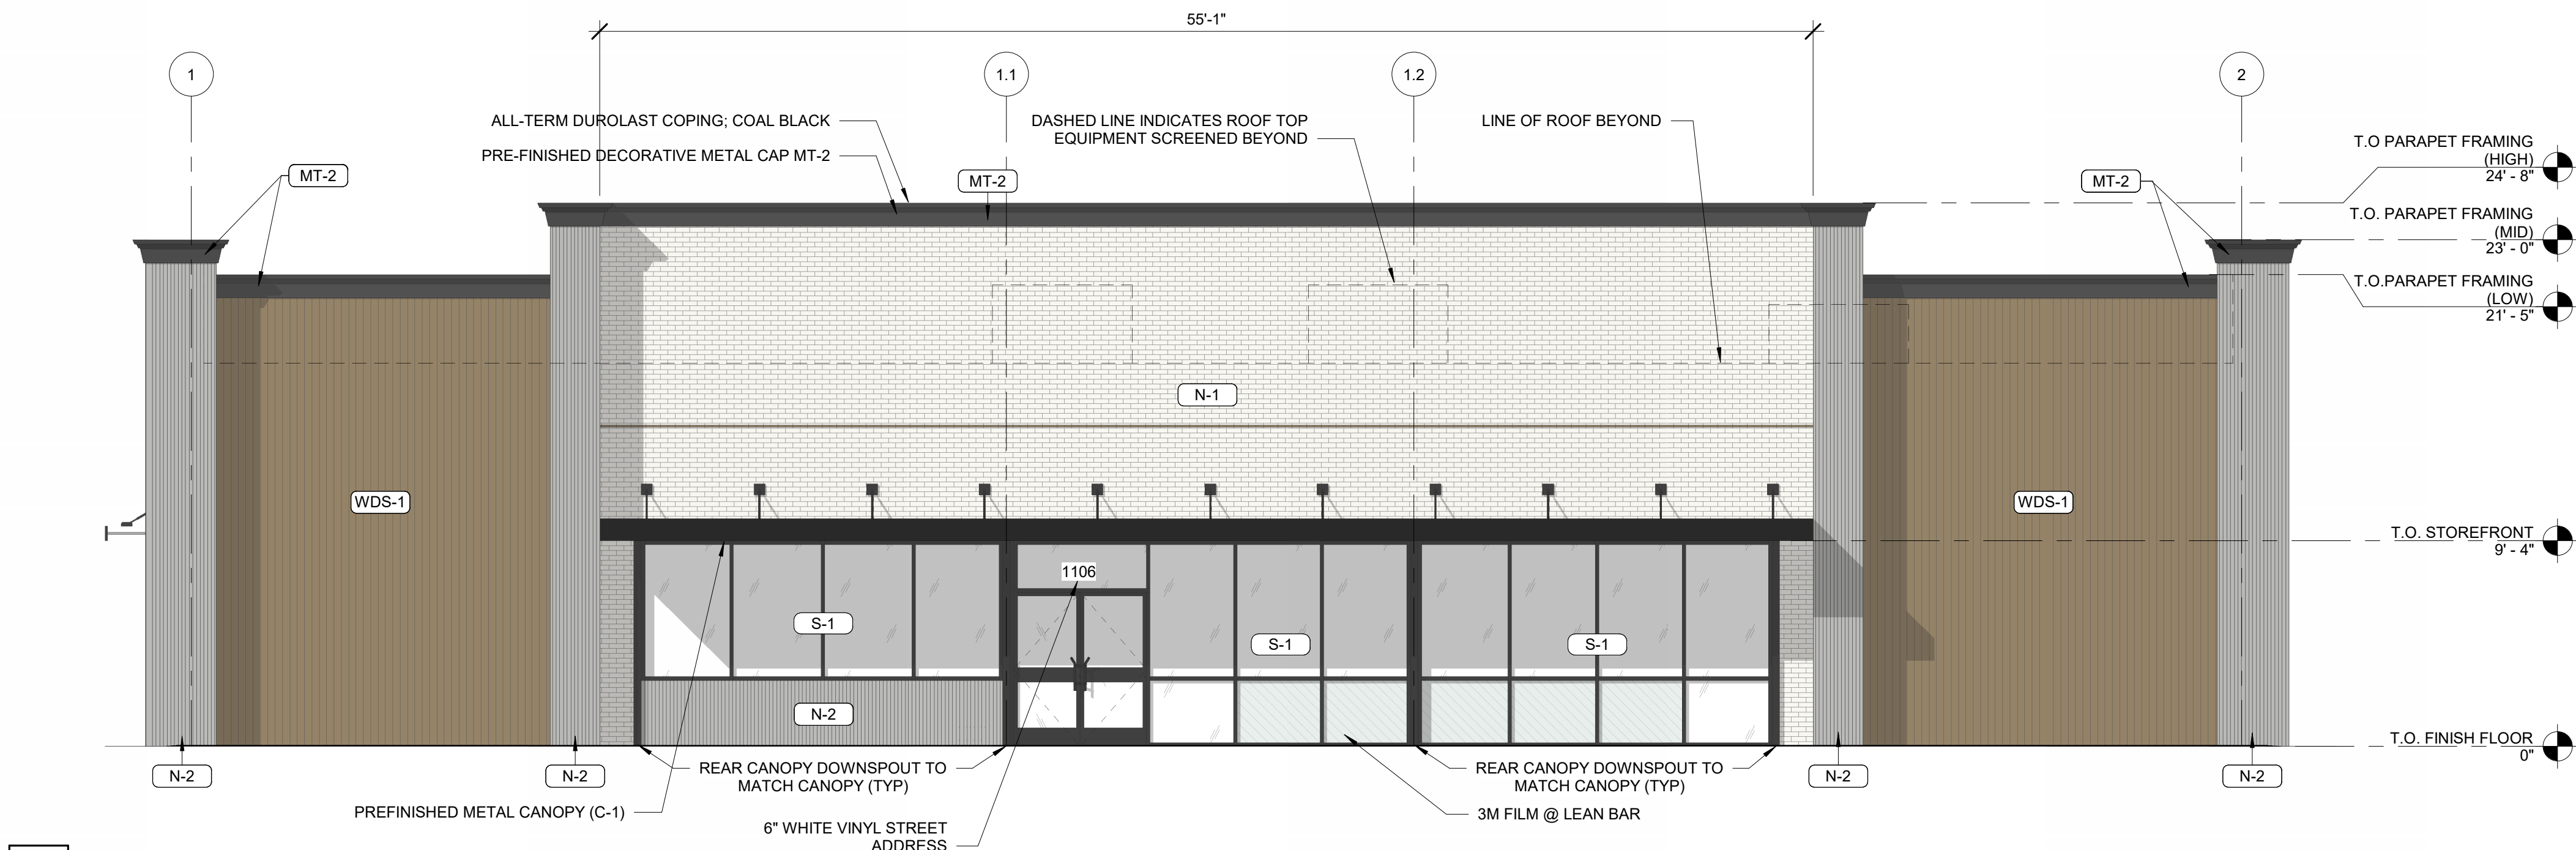 55'-1"
1
1.1
1.2
2
ALL-TERM DUROLAST COPING; COAL BLACK
PRE-FINISHED DECORATIVE METAL CAP MT-2
DASHED LINE INDICATES ROOF TOP
EQUIPMENT SCREENED BEYOND
LINE OF ROOF BEYOND
T.O PARAPET FRAMING
(HIGH)
24' - 8"
MT-2
MT-2
MT-2
T.O. PARAPET FRAMING
(MID)
23' - 0"
T.O.PARAPET FRAMING
(LOW)
21' - 5"
N-1
WDS-1
WDS-1
T.O. STOREFRONT
9' - 4"
1106
S-1
S-1
S-1
N-2
T.O. FINISH FLOOR
0"
N-2
N-2
REAR CANOPY DOWNSPOUT TO
MATCH CANOPY (TYP)
REAR CANOPY DOWNSPOUT TO
MATCH CANOPY (TYP)
N-2
N-2
PREFINISHED METAL CANOPY (C-1)
3M FILM @ LEAN BAR
6" WHITE VINYL STREET
ADDRESS